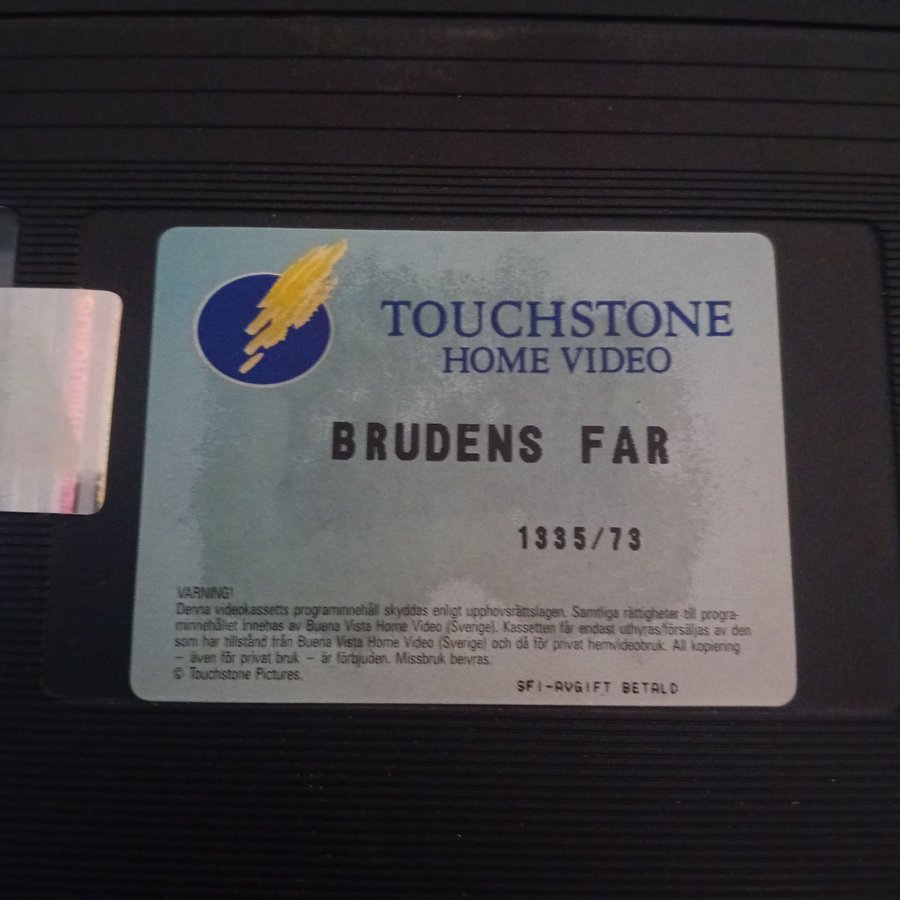 TOUCHSTONE
HOME VIDEO
BRUDENS FAR
1335/73
VARNING!
Denna videokassetts programinnehåll skyddas enligt upphovsrättslagen. Samtliga rättigheter till progra-
minnehållet innehas av Buena Vista Home Video (Sverige). Kassetten får endast uthyras/försäljas av den
som har tillstånd från Buena Vista Home Video (Sverige) och då för privat hemvideobruk. All kopiering
– även för privat bruk – är förbjuden. Missbruk beivras.
© Touchstone Pictures.
SFI-AVGIFT BETALD